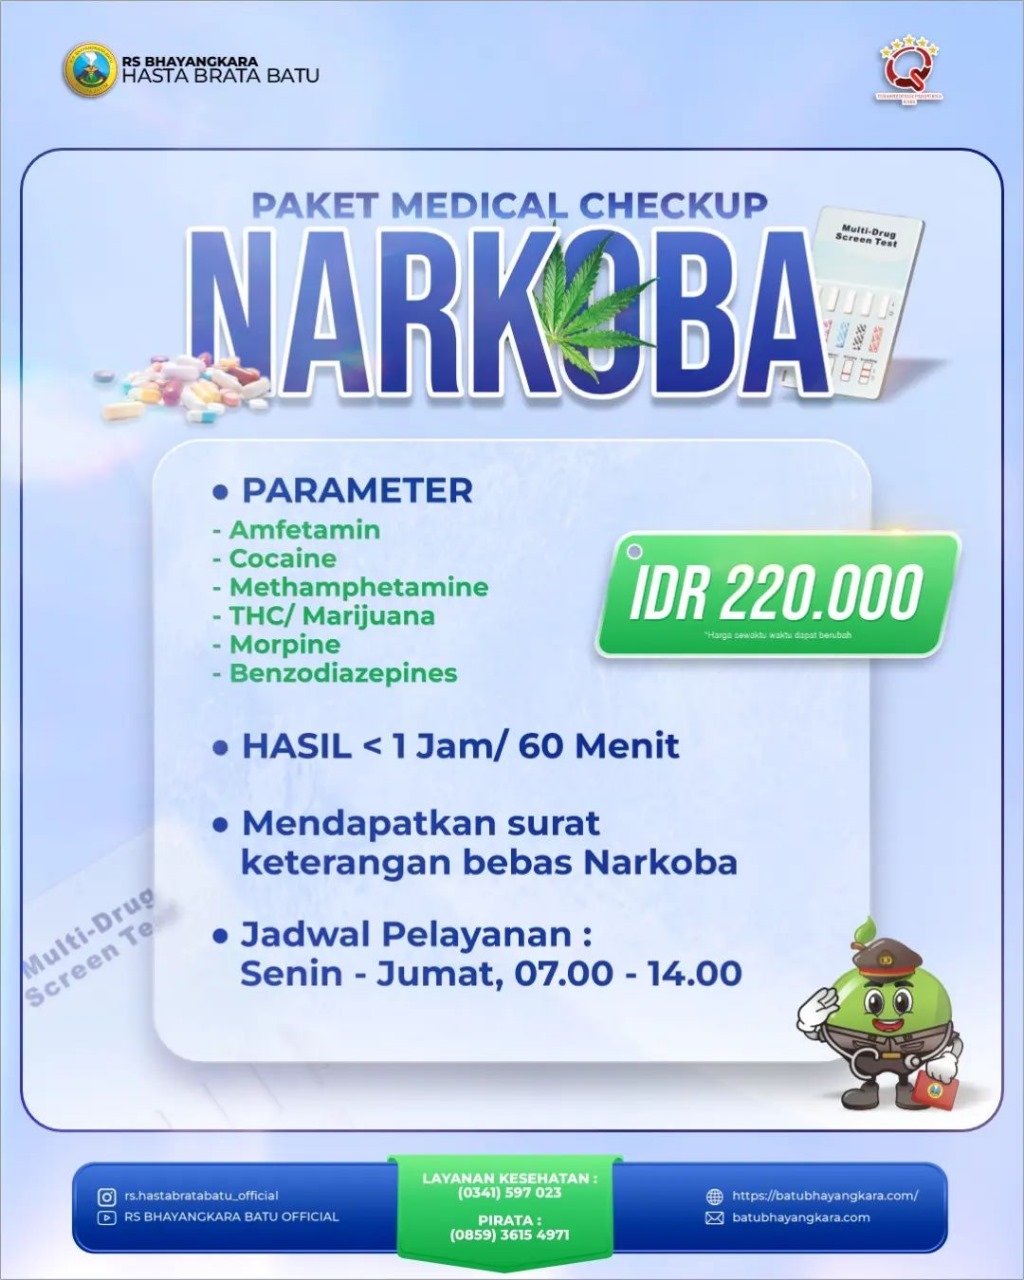 RS BHAYANGKARA
HASTA BRATA BATU
PAKET MEDICAL CHECKUP
NARKOBA
Multi-Drug
Screen Test
• PARAMETER
- Amfetamin
- Cocaine
- Methamphetamine
- THC/ Marijuana
- Morpine
- Benzodiazepines
IDR 220.000
*Harga sewaktu waktu dapat berubah
• HASIL < 1 Jam/ 60 Menit
• Mendapatkan surat
keterangan bebas Narkoba
• Jadwal Pelayanan :
Senin - Jumat, 07.00 - 14.00
Multi-Drug
Screen Te
rs.hastabratabatu_official
RS BHAYANGKARA BATU OFFICIAL
LAYANAN KESEHATAN :
(0341) 597 023
PIRATA :
(0859) 3615 4971
https://batubhayangkara.com/
batubhayangkara.com